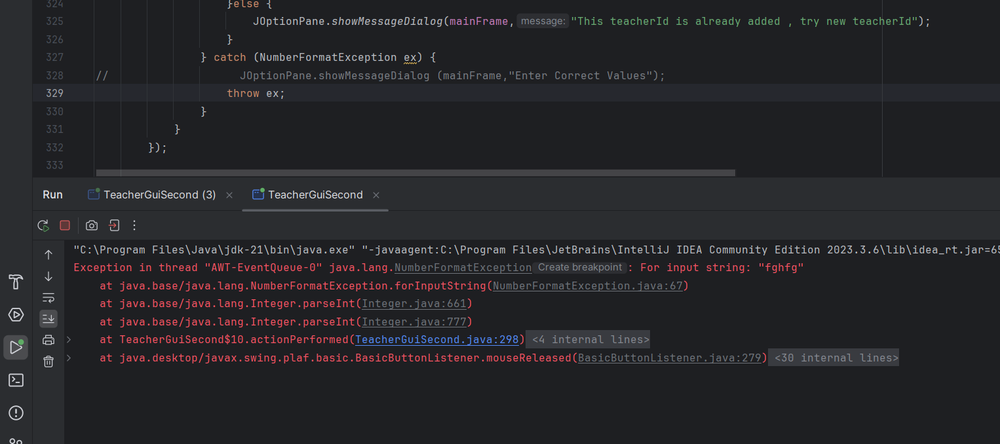 324 }else {
325 JOptionPane.showMessageDialog(mainFrame, message: "This teacherId is already added , try new teacherId");
326 }
327 } catch (NumberFormatException ex) {
328 // JOptionPane.showMessageDialog (mainFrame,"Enter Correct Values");
329 throw ex;
330 }
331 }
332 });
333
Run TeacherGuiSecond (3) × TeacherGuiSecond ×
"C:\Program Files\Java\jdk-21\bin\java.exe" "-javaagent:C:\Program Files\JetBrains\IntelliJ IDEA Community Edition 2023.3.6\lib\idea_rt.jar=65
Exception in thread "AWT-EventQueue-0" java.lang.NumberFormatException Create breakpoint : For input string: "fghfg"
at java.base/java.lang.NumberFormatException.forInputString(NumberFormatException.java:67)
at java.base/java.lang.Integer.parseInt(Integer.java:661)
at java.base/java.lang.Integer.parseInt(Integer.java:777)
at TeacherGuiSecond$10.actionPerformed(TeacherGuiSecond.java:298) <4 internal lines>
at java.desktop/javax.swing.plaf.basic.BasicButtonListener.mouseReleased(BasicButtonListener.java:279) <30 internal lines>